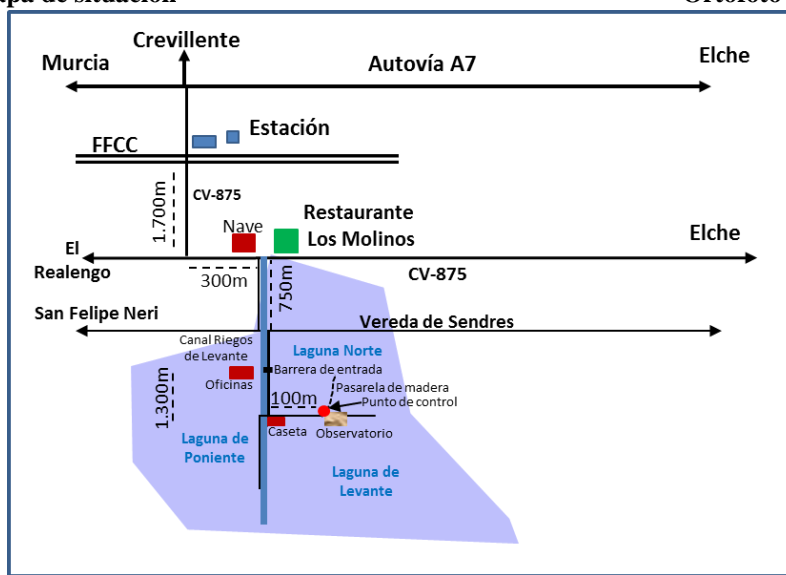 Crevillente
Murcia
Autovía A7
Elche
Estación
FFCC
CV-875
1.700m
Nave
Restaurante
Los Molinos
El
Realengo
Elche
300m
750m
CV-875
San Felipe Neri
Vereda de Sendres
Canal Riegos
de Levante
Laguna Norte
Barrera de entrada
Oficinas
Pasarela de madera
100m
Punto de control
1.300m
Caseta
Observatorio
Laguna de
Poniente
Laguna de
Levante